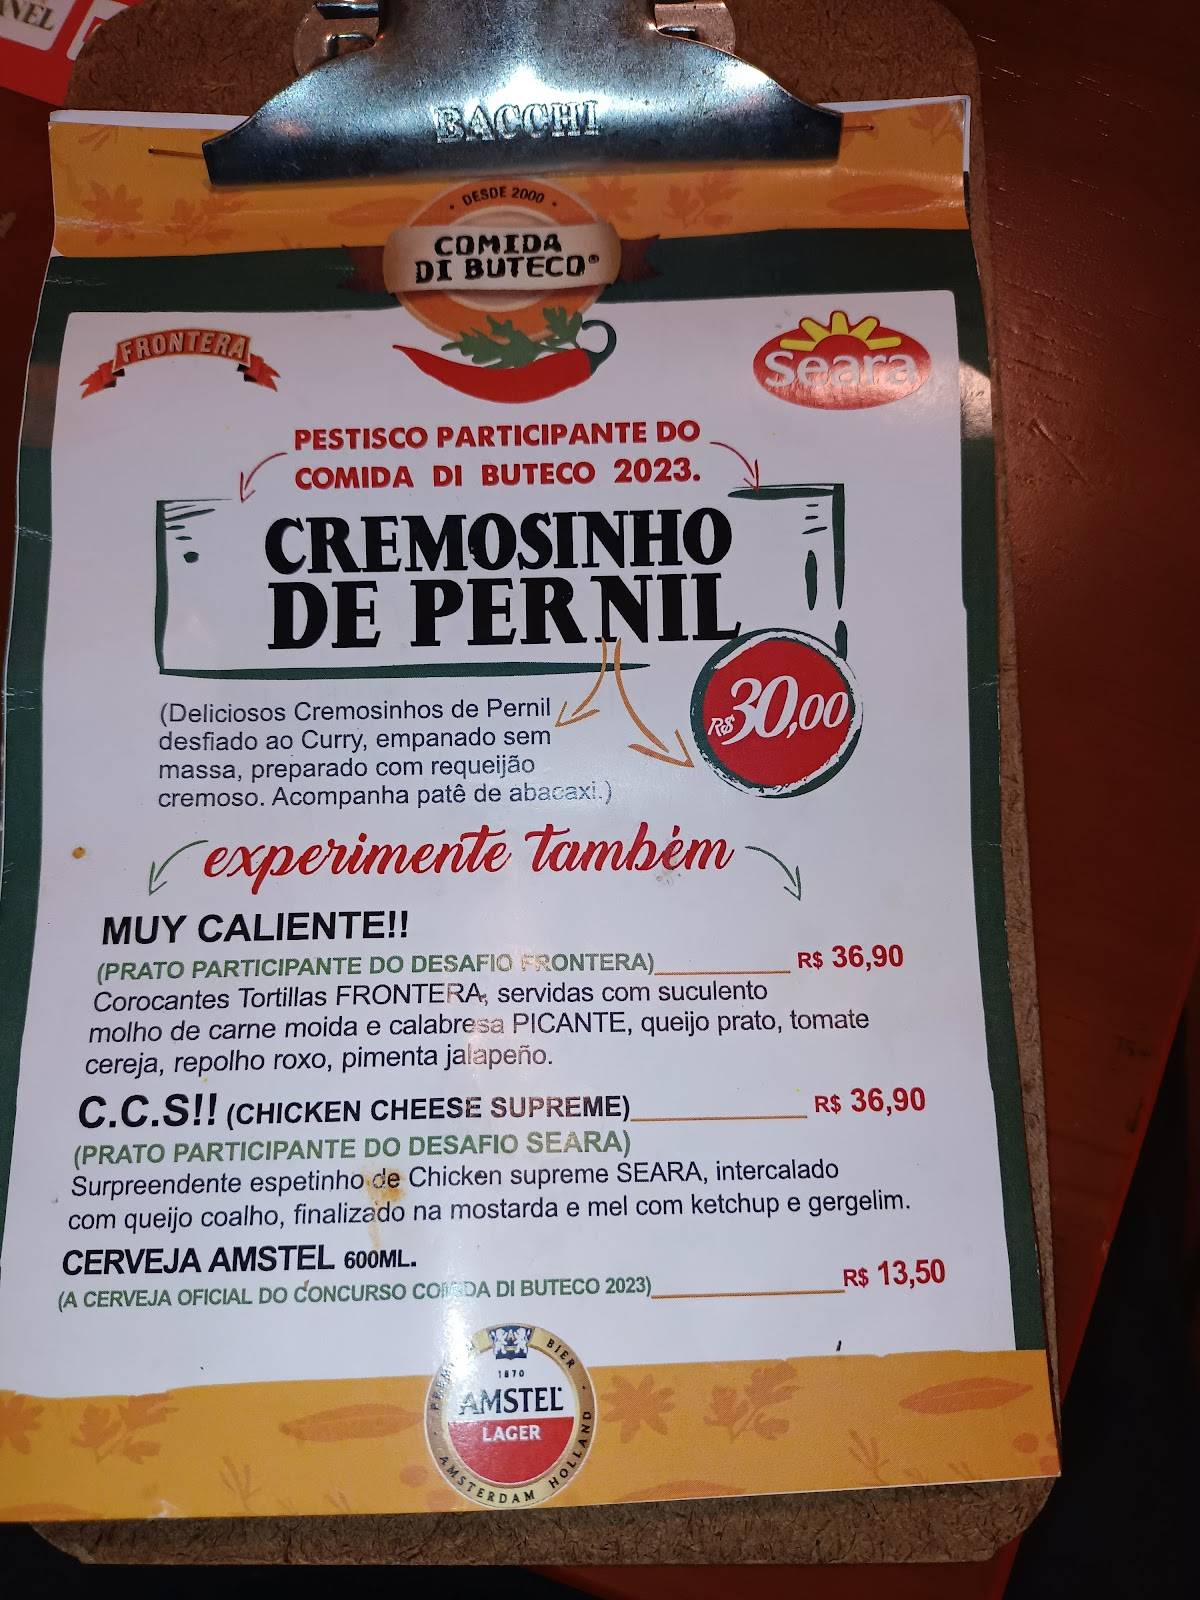 BACCHI
DESDE 2000
COMIDA
DI BUTECO®
FRONTERA
Seara
PESTISCO PARTICIPANTE DO
COMIDA DI BUTECO 2023.
CREMOSINHO
DE PERNIL
R$30,00
(Deliciosos Cremosinhos de Pernil
desfiado ao Curry, empanado sem
massa, preparado com requeijão
cremoso. Acompanha patê de abacaxi.)
experimente também
MUY CALIENTE!!
(PRATO PARTICIPANTE DO DESAFIO FRONTERA)__________ R$ 36,90
Corocantes Tortillas FRONTERA, servidas com suculento
molho de carne moida e calabresa PICANTE, queijo prato, tomate
cereja, repolho roxo, pimenta jalapeño.
C.C.S!! (CHICKEN CHEESE SUPREME)____________ R$ 36,90
(PRATO PARTICIPANTE DO DESAFIO SEARA)
Surpreendente espetinho de Chicken supreme SEARA, intercalado
com queijo coalho, finalizado na mostarda e mel com ketchup e gergelim.
CERVEJA AMSTEL 600ML.
(A CERVEJA OFICIAL DO CONCURSO COMIDA DI BUTECO 2023)______________R$ 13,50
BIER
1870
AMSTEL
LAGER
AMSTERDAM HOLLAND